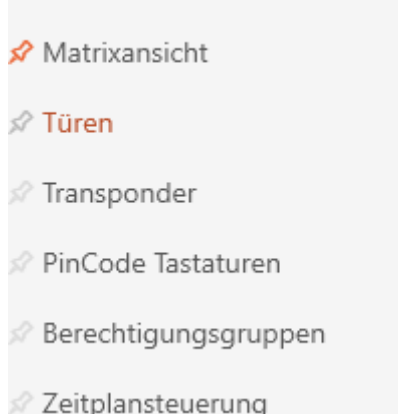 Matrixansicht
Türen
Transponder
PinCode Tastaturen
Berechtigungsgruppen
Zeitplansteuerung